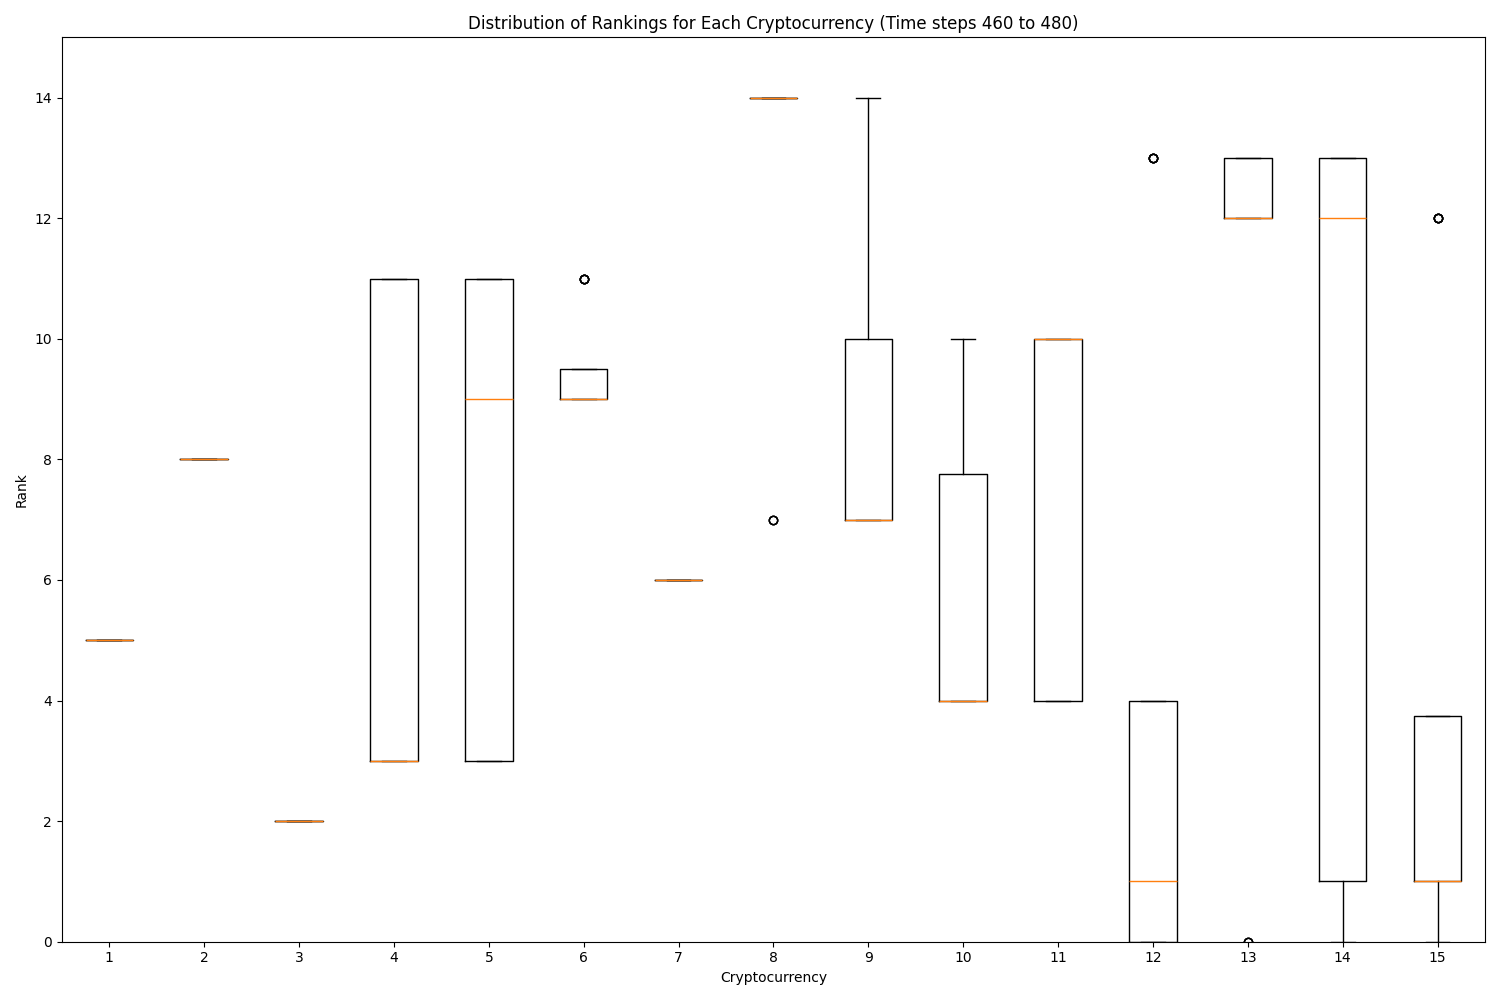 Distribution of Rankings for Each Cryptocurrency (Time steps 460 to 480)
14
12
10
8
6
4
2
0
Rank
1 2 3 4 5 6 7 8 9 10 11 12 13 14 15
Cryptocurrency